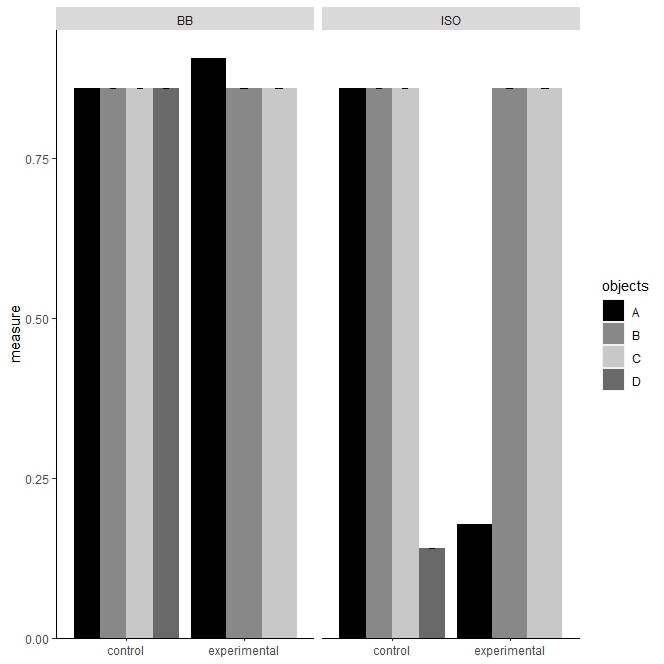 BB
ISO
measure
0.75
0.50
0.25
0.00
control
experimental
control
experimental
objects
A
B
C
D